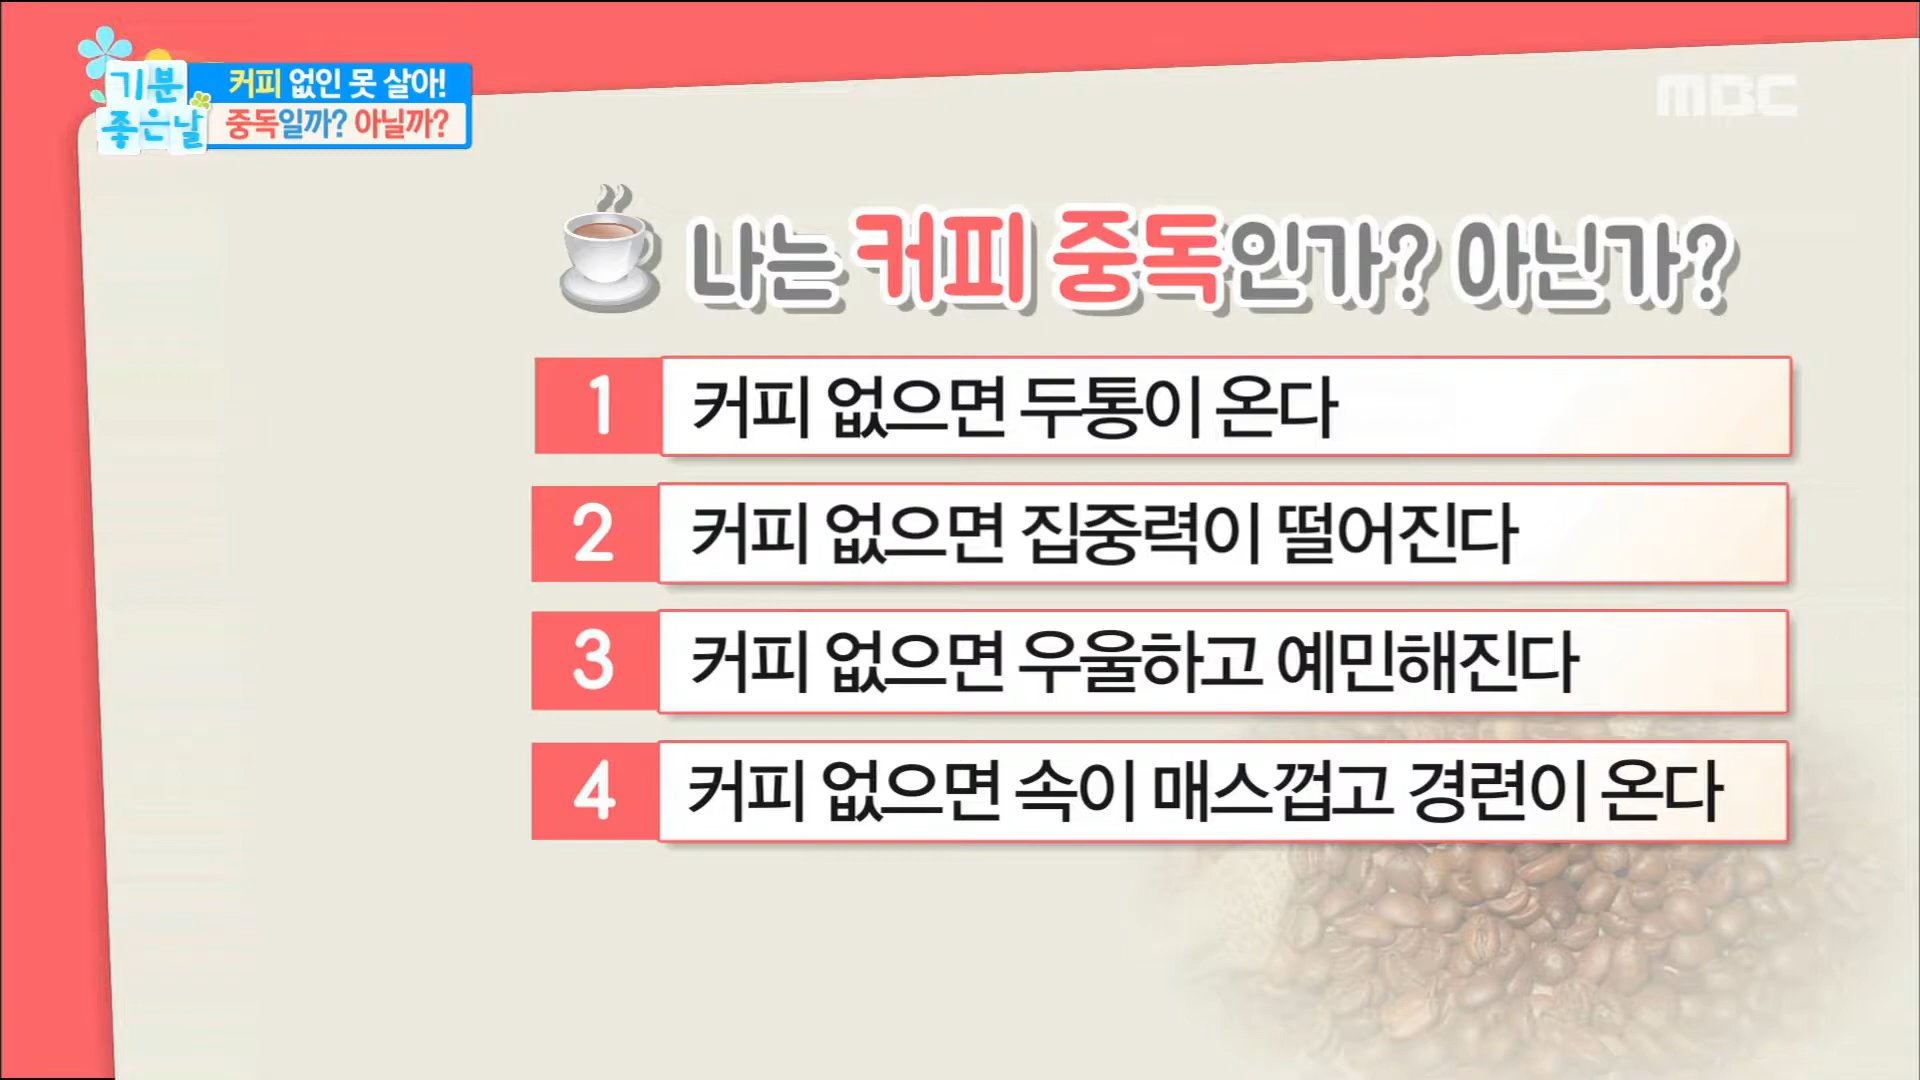 기분
좋은날
커피 없인 못 살아!
중독일까? 아닐까?
MBC
나는 커피 중독인가? 아닌가?
1 커피 없으면 두통이 온다
2 커피 없으면 집중력이 떨어진다
3 커피 없으면 우울하고 예민해진다
4 커피 없으면 속이 매스껍고 경련이 온다